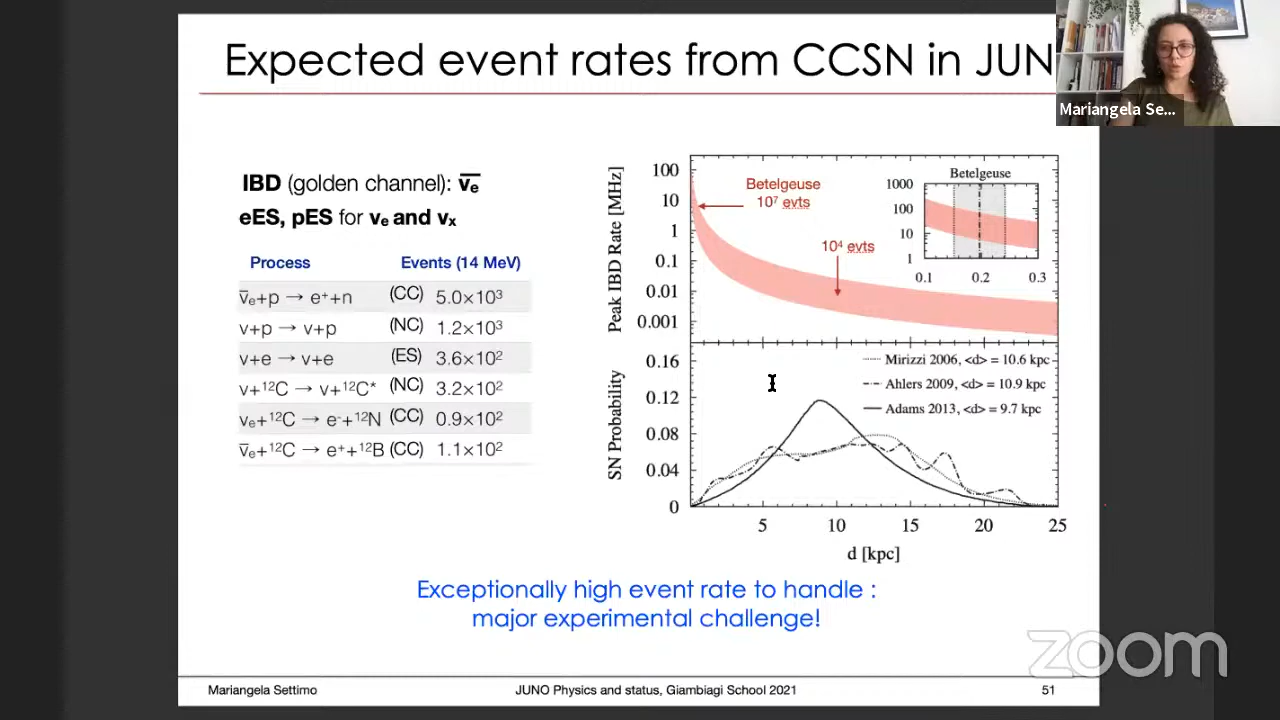 Expected event rates from CCSN in JUN
Mariangela Se...
IBD (golden channel): ν̅e
eES, pES for νe and νx
Process Events (14 MeV)
ν̅e+p → e⁺+n (CC) 5.0×10³
ν+p → ν+p (NC) 1.2×10³
ν+e → ν+e (ES) 3.6×10²
ν+¹²C → ν+¹²C* (NC) 3.2×10²
νe+¹²C → e⁻+¹²N (CC) 0.9×10²
ν̅e+¹²C → e⁺+¹²B (CC) 1.1×10²
Peak IBD Rate [MHz]
100
10
1
0.1
0.01
0.001
Betelgeuse
10⁷ evts
10⁴ evts
Betelgeuse
1000
100
10
1
0.1 0.2 0.3
SN Probability
0.16
0.12
0.08
0.04
0
Mirizzi 2006, <d> = 10.6 kpc
Ahlers 2009, <d> = 10.9 kpc
Adams 2013, <d> = 9.7 kpc
5 10 15 20 25
d [kpc]
Exceptionally high event rate to handle :
major experimental challenge!
zoom
Mariangela Settimo JUNO Physics and status, Giambiagi School 2021 51